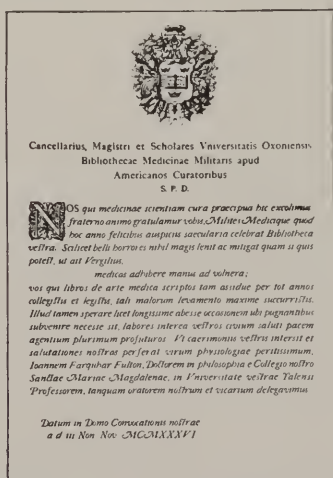 Cancellarius, Magistri et Scholares Vniversitatis Oxoniensis
Bibliothecae Medicinae Militaris apud
Americanos Curatoribus
S. P. D.
NOS qui medicinae scientiam cura praecipua hic excolimus
fraterno animo gratulamur vobis, Milites Medicique quod
hoc anno felicibus auspiciis saecularia celebrat Bibliotheca
vestra. Scilicet belli horrores nihil magis lenit ac mitigat quam si quis
potest, ut ait Vergilius,
medicas adhibere manus ad vulnera;
vos qui libros de arte medica scriptos tam assidue per tot annos
collegistis et legistis, tali malorum levamento maxime succurristis.
Illud tamen sperare licet longissime abesse occasionem ubi pugnantibus
subvenire necesse sit, labores interea vestros civium saluti pacem
agentium plurimum profuturos. Vt caerimoniis vestris intersit et
salutationes nostras perferat virum physiologiae peritissimum,
Ioannem Farquhar Fulton, Doctorem in philosophia e Collegio nostro
Sanctae Mariae Magdalenae, in Vniversitate vestrae Yalensi
Professorem, tanquam oratorem nostrum et vicarium delegavimus
Datum in Domo Convocationis nostrae
a d iii Non Nov MCMXXXVI